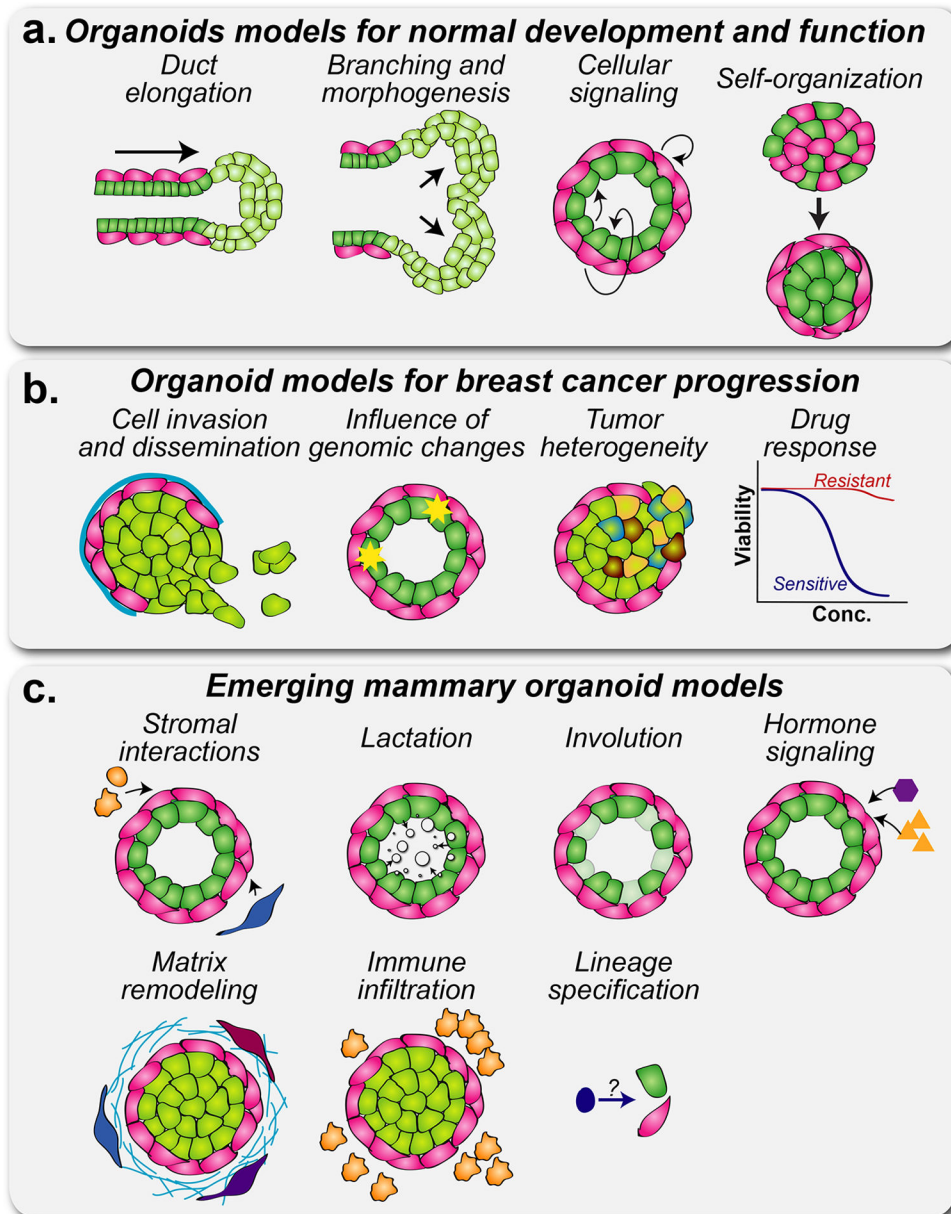 a. Organoids models for normal development and function
Duct
elongation
Branching and
morphogenesis
Cellular
signaling
Self-organization
b. Organoid models for breast cancer progression
Cell invasion
and dissemination
Influence of
genomic changes
Tumor
heterogeneity
Drug
response
Viability
Resistant
Sensitive
Conc.
c. Emerging mammary organoid models
Stromal
interactions
Lactation
Involution
Hormone
signaling
Matrix
remodeling
Immune
infiltration
Lineage
specification
?